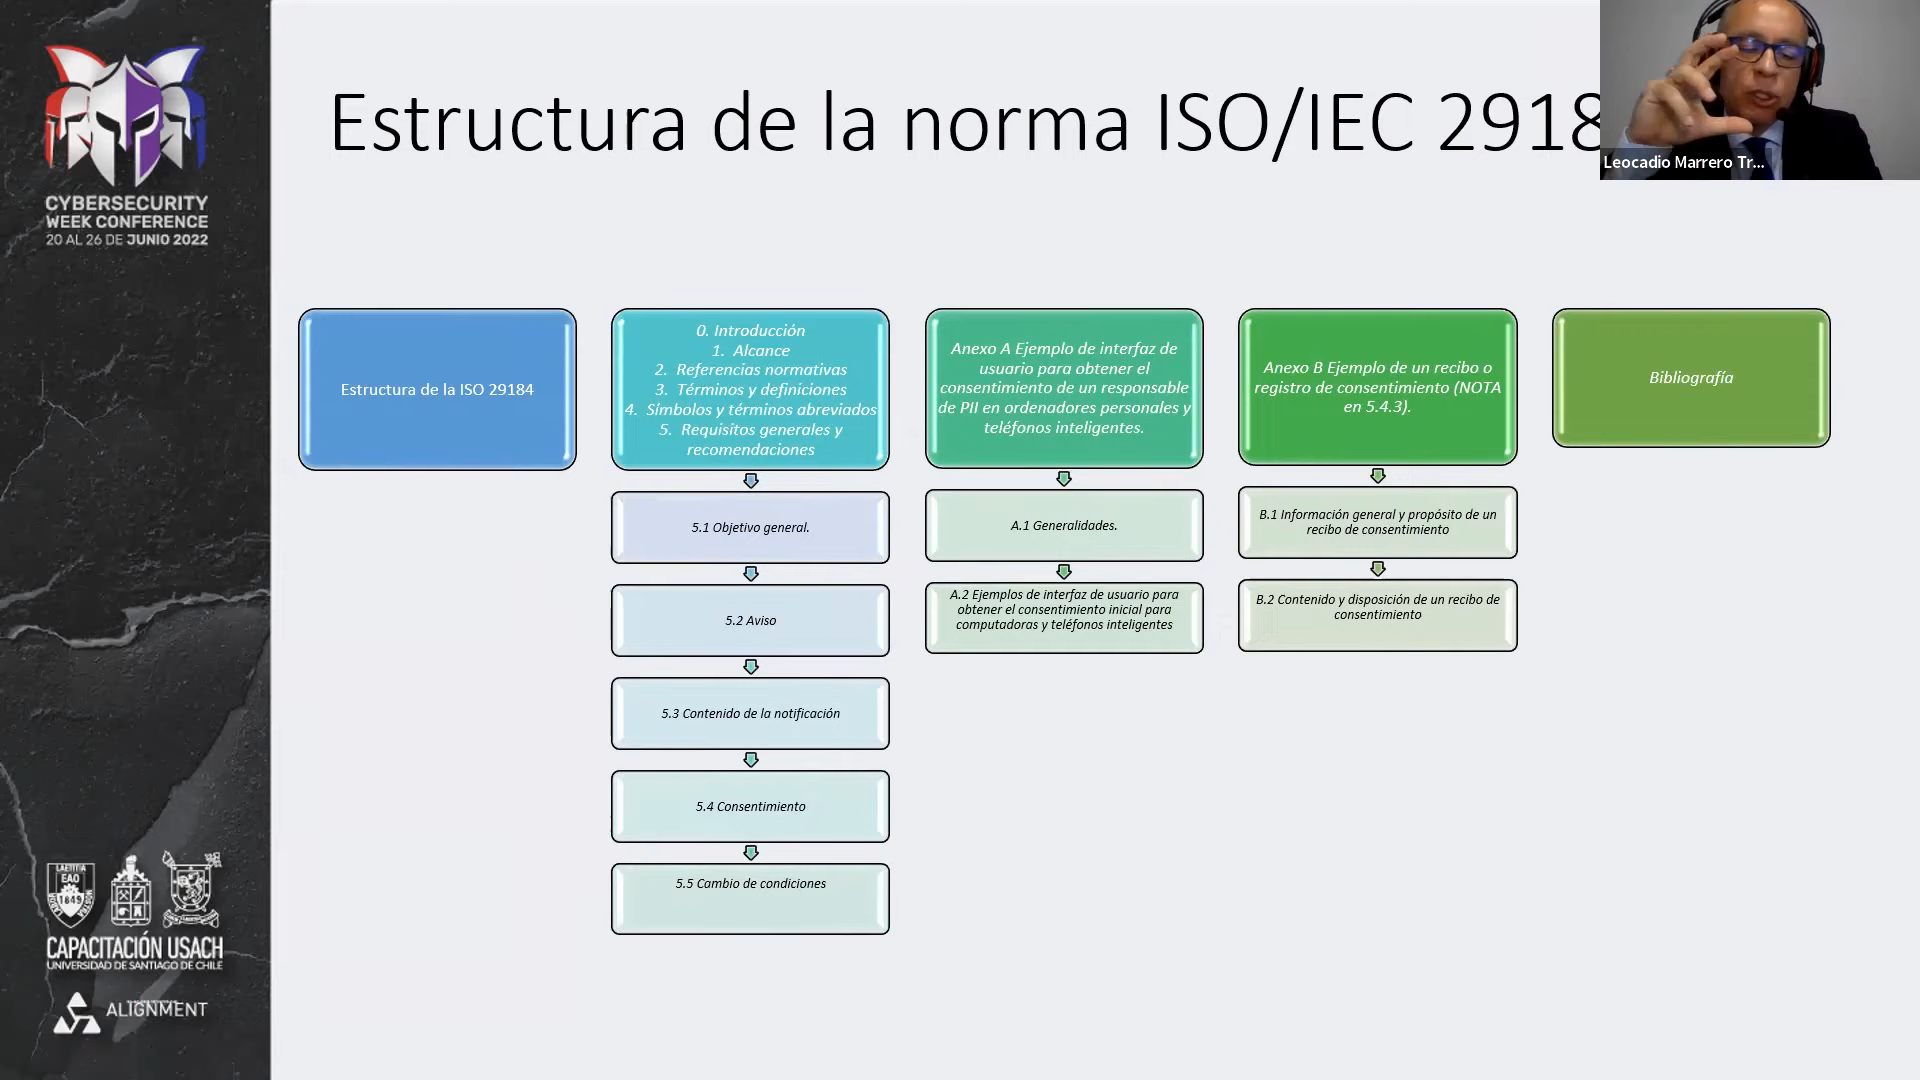 CYBERSECURITY
WEEK CONFERENCE
20 AL 26 DE JUNIO 2022
Estructura de la norma ISO/IEC 2918
Leocadio Marrero Tr...
Estructura de la ISO 29184
0. Introducción
1. Alcance
2. Referencias normativas
3. Términos y definiciones
4. Símbolos y términos abreviados
5. Requisitos generales y
recomendaciones
5.1 Objetivo general.
5.2 Aviso
5.3 Contenido de la notificación
5.4 Consentimiento
5.5 Cambio de condiciones
Anexo A Ejemplo de interfaz de
usuario para obtener el
consentimiento de un responsable
de PII en ordenadores personales y
teléfonos inteligentes.
A.1 Generalidades.
A.2 Ejemplos de interfaz de usuario para
obtener el consentimiento inicial para
computadoras y teléfonos inteligentes
Anexo B Ejemplo de un recibo o
registro de consentimiento (NOTA
en 5.4.3).
B.1 Información general y propósito de un
recibo de consentimiento
B.2 Contenido y disposición de un recibo de
consentimiento
Bibliografía
LAETITIA
EAO
1849
CAPACITACIÓN USACH
UNIVERSIDAD DE SANTIAGO DE CHILE
ALIGNMENT